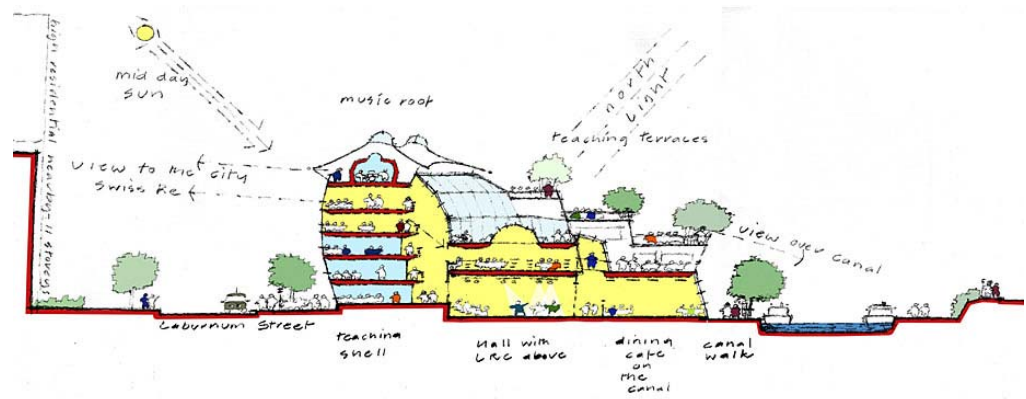 high residential nearby - 11 storeys
mid day
sun
music roof
north
light
teaching terraces
view to the city
Swiss Re
view over canal
Laburnum Street
teaching
shell
Hall with
LRC above
dining
cafe
on
the
canal
canal
walk